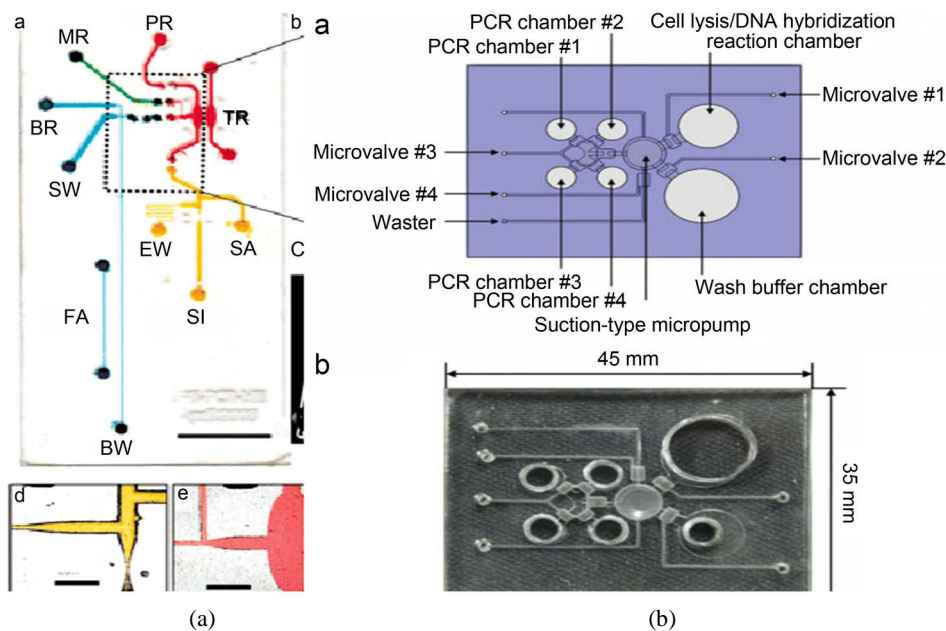 a
b
PR
MR
BR
TR
SW
EW
SA
SI
FA
BW
C
d
e
(a)
a
PCR chamber #2
PCR chamber #1
Cell lysis/DNA hybridization
reaction chamber
Microvalve #1
Microvalve #3
Microvalve #2
Microvalve #4
Waster
PCR chamber #3
PCR chamber #4
Wash buffer chamber
Suction-type micropump
b
45 mm
35 mm
(b)